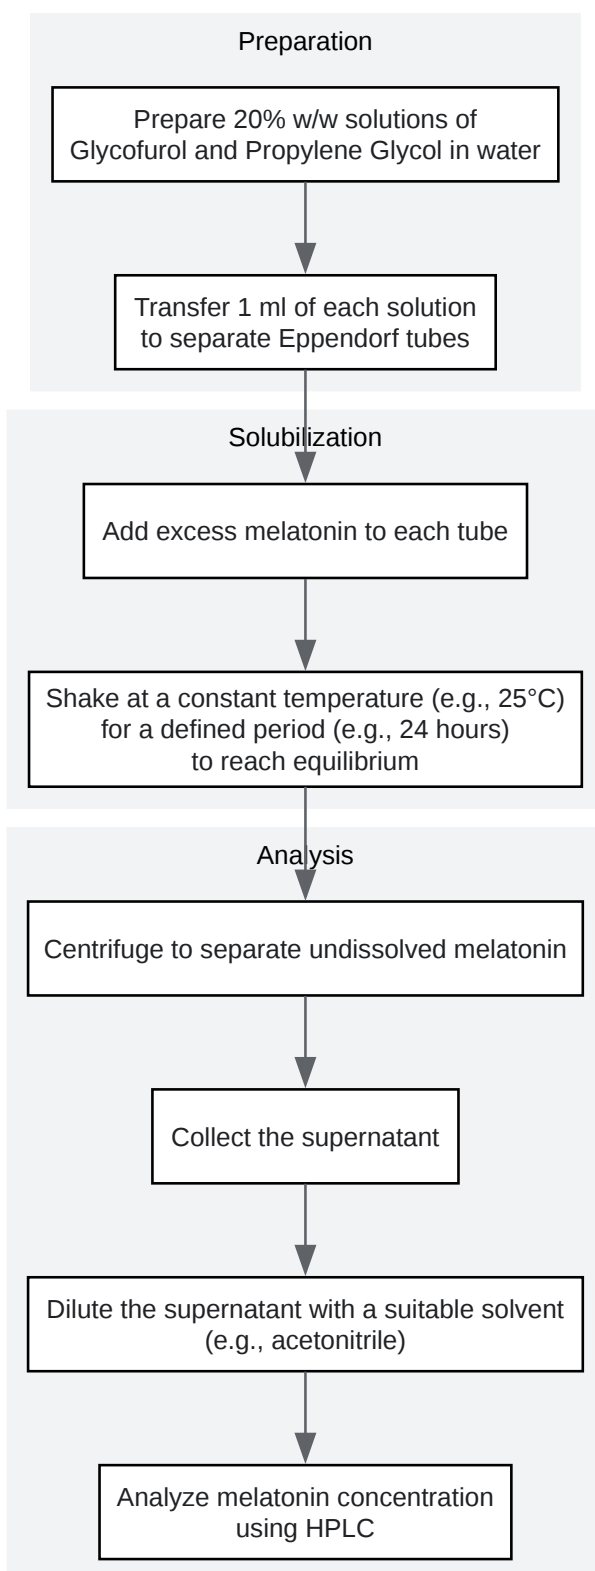 Preparation
Prepare 20% w/w solutions of
Glycofurol and Propylene Glycol in water
Transfer 1 ml of each solution
to separate Eppendorf tubes
Solubilization
Add excess melatonin to each tube
Shake at a constant temperature (e.g., 25°C)
for a defined period (e.g., 24 hours)
to reach equilibrium
Analysis
Centrifuge to separate undissolved melatonin
Collect the supernatant
Dilute the supernatant with a suitable solvent
(e.g., acetonitrile)
Analyze melatonin concentration
using HPLC